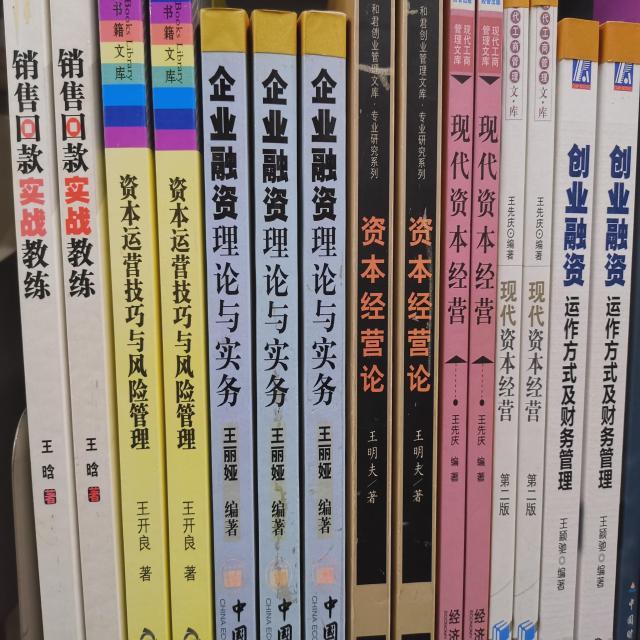 销售回款实战教练
王晗 著
销售回款实战教练
王晗 著
书籍文库
Books Library
资本运营技巧与风险管理
王开良 著
书籍文库
Books Library
资本运营技巧与风险管理
王开良 著
企业融资理论与实务
王丽娅 编著
中国
企业融资理论与实务
王丽娅 编著
中国
CHINA ECO
企业融资理论与实务
王丽娅 编著
中国
CHINA ECO
和君创业管理文库·专业研究系列
资本经营论
王明夫/著
和君创业管理文库·专业研究系列
资本经营论
王明夫/著
现代工商管理文库
现代资本经营
王先庆 编著
经济
现代工商管理文库
现代资本经营
王先庆 编著
经济
代工商管理文·库
王先庆⊙编著
现代资本经营
第二版
代工商管理文·库
王先庆⊙编著
现代资本经营
第二版
创业融资
运作方式及财务管理
王颖驰◎编著
创业融资
运作方式及财务管理
王颖驰◎编著